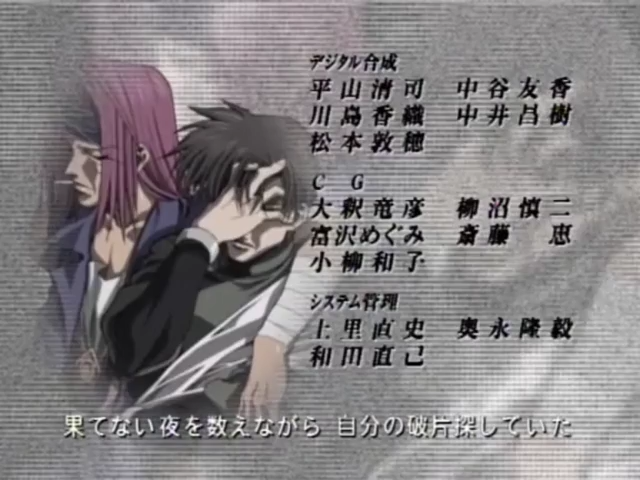 デジタル合成
平山清司 中谷友香
川島香織 中井昌樹
松本敦穂
CG
大釈竜彦 柳沼慎二
富沢めぐみ 斎藤 恵
小柳和子
システム管理
上里直史 奥永隆毅
和田直己
果てない夜を数えながら 自分の破片探していた